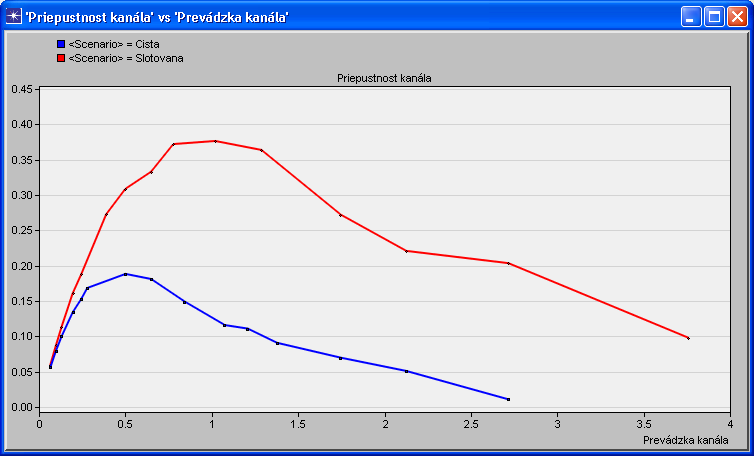 'Priepustnost kanála' vs 'Prevádzka kanála'
<Scenario> = Cista
<Scenario> = Slotovana
Priepustnost kanála
0.45
0.40
0.35
0.30
0.25
0.20
0.15
0.10
0.05
0.00
0 0.5 1 1.5 2 2.5 3 3.5 4
Prevádzka kanála